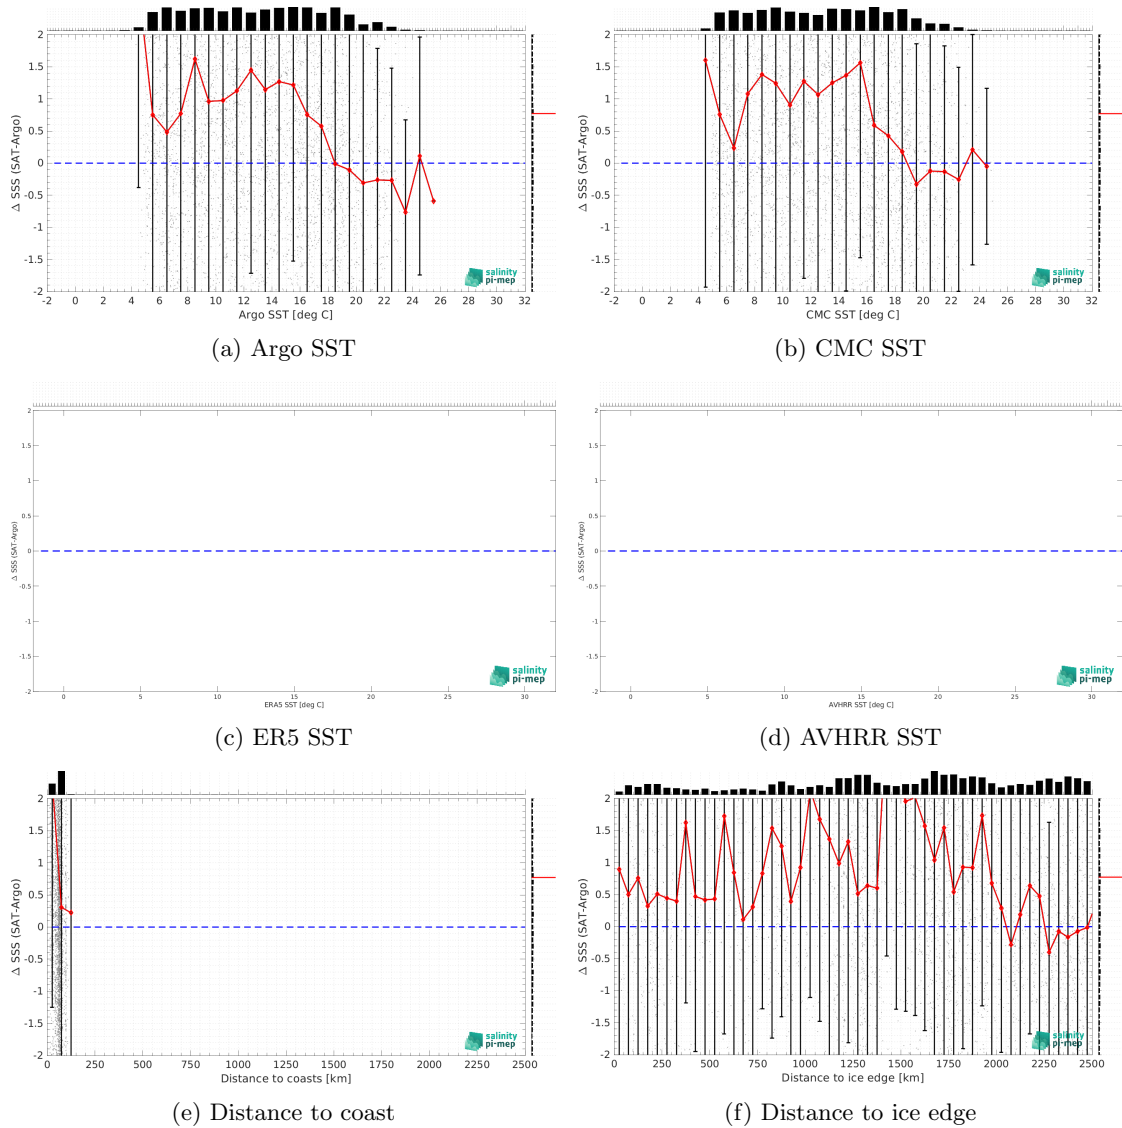 2
1.5
1
0.5
0
-0.5
-1
-1.5
-2
Δ SSS (SAT-Argo)
-2 0 2 4 6 8 10 12 14 16 18 20 22 24 26 28 30 32
Argo SST [deg C]
salinity
pi-mep
(a) Argo SST
2
1.5
1
0.5
0
-0.5
-1
-1.5
-2
Δ SSS (SAT-Argo)
-2 0 2 4 6 8 10 12 14 16 18 20 22 24 26 28 30 32
CMC SST [deg C]
salinity
pi-mep
(b) CMC SST
2
1.5
1
0.5
0
-0.5
-1
-1.5
-2
Δ SSS (SAT-Argo)
0 5 10 15 20 25 30
ERA5 SST [deg C]
salinity
pi-mep
(c) ER5 SST
2
1.5
1
0.5
0
-0.5
-1
-1.5
-2
Δ SSS (SAT-Argo)
0 5 10 15 20 25 30
AVHRR SST [deg C]
salinity
pi-mep
(d) AVHRR SST
2
1.5
1
0.5
0
-0.5
-1
-1.5
-2
Δ SSS (SAT-Argo)
0 250 500 750 1000 1250 1500 1750 2000 2250 2500
Distance to coasts [km]
salinity
pi-mep
(e) Distance to coast
2
1.5
1
0.5
0
-0.5
-1
-1.5
-2
Δ SSS (SAT-Argo)
0 250 500 750 1000 1250 1500 1750 2000 2250 2500
Distance to ice edge [km]
salinity
pi-mep
(f) Distance to ice edge